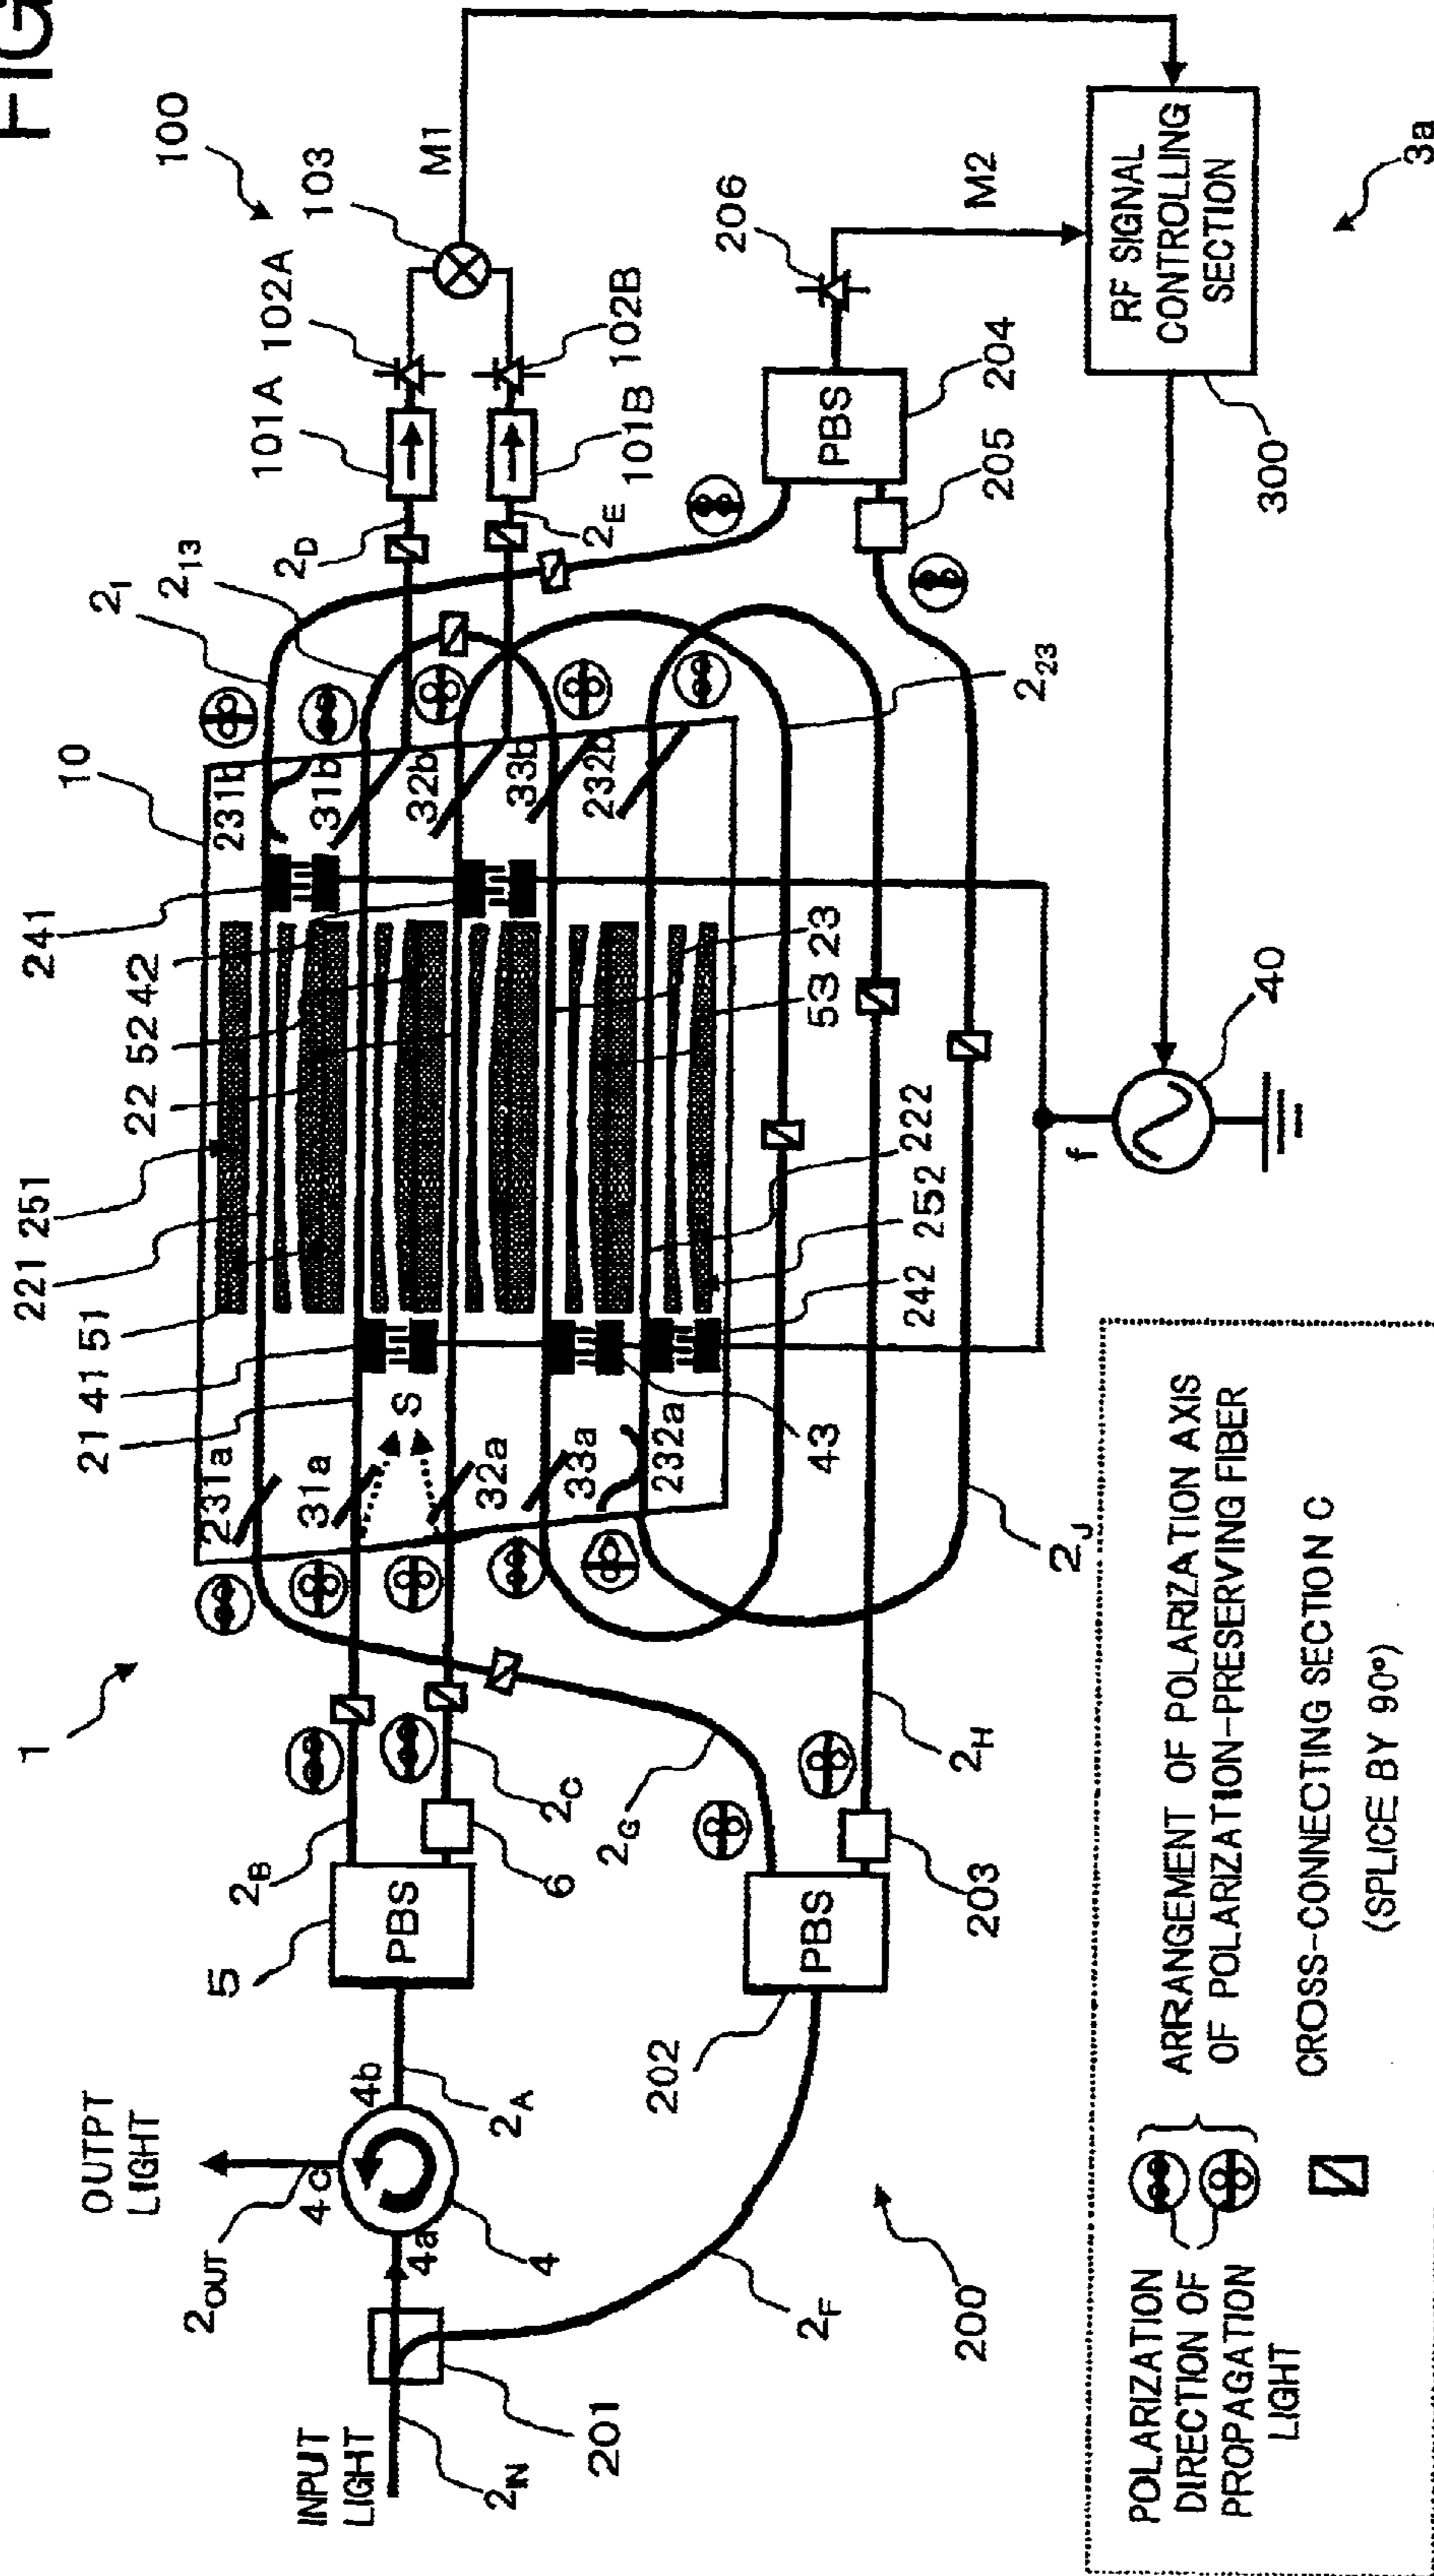 FIG
1
INPUT
LIGHT
2IN
201
OUTPT
LIGHT
2OUT
4a
4b
4c
4
2A
5
PBS
6
2B
2C
2F
200
202
PBS
203
2G
2H
2J
10
231a
31a
32a
33a
232a
S
21
41
51
221
251
22
52
42
241
231b
31b
32b
33b
232b
43
242
252
222
53
23
21
213
223
2D
2E
101A
102A
101B
102B
103
100
M1
PBS
204
205
206
M2
RF SIGNAL
CONTROLLING
SECTION
300
3a
f
40
POLARIZATION
DIRECTION OF
PROPAGATION
LIGHT
ARRANGEMENT OF POLARIZATION AXIS
OF POLARIZATION-PRESERVING FIBER
CROSS-CONNECTING SECTION C
(SPLICE BY 90°)